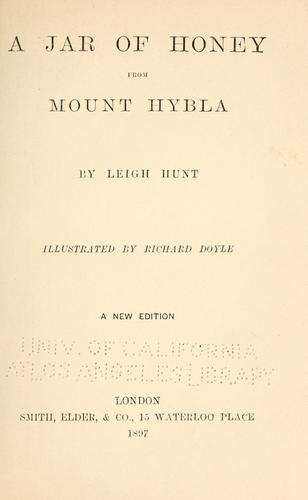 A JAR OF HONEY
FROM
MOUNT HYBLA
BY LEIGH HUNT
ILLUSTRATED BY RICHARD DOYLE
A NEW EDITION
UNIV. OF CALIFORNIA
AT LOS ANGELES LIBRARY
LONDON
SMITH, ELDER, & CO., 15 WATERLOO PLACE
1897